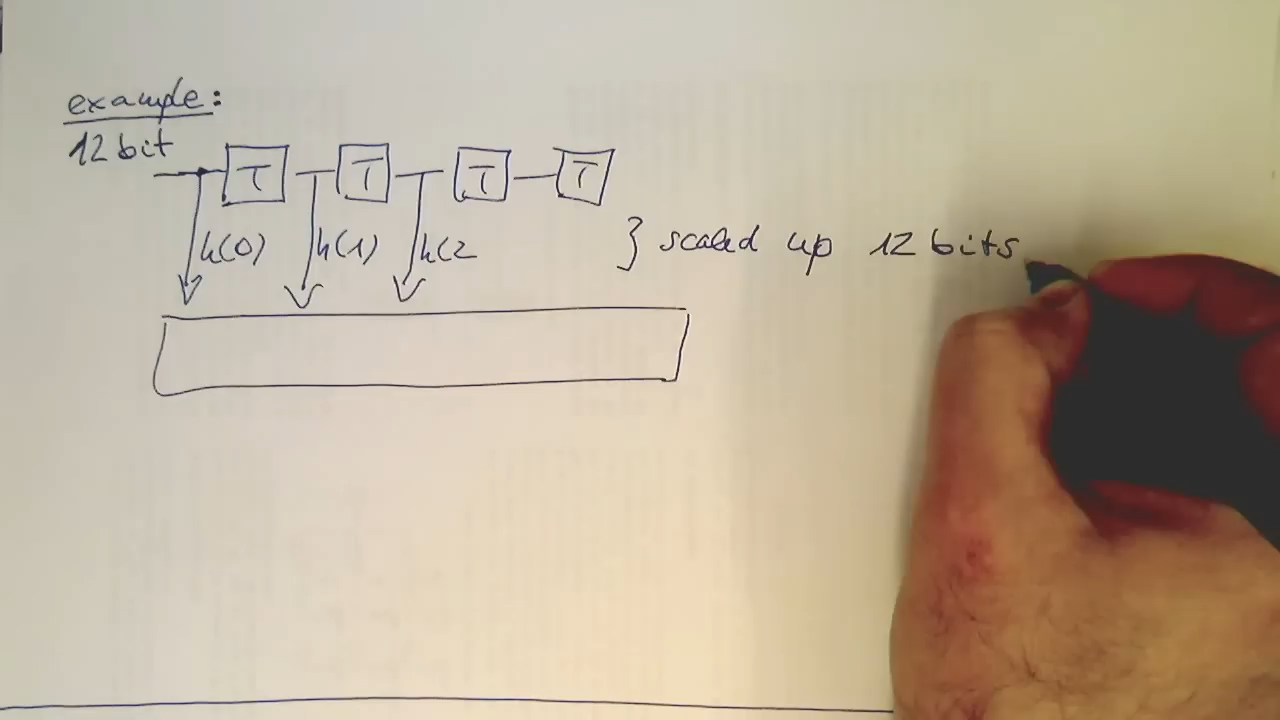 example:
12 bit
T T T T
h(0) h(1) h(2
} scaled up 12 bits